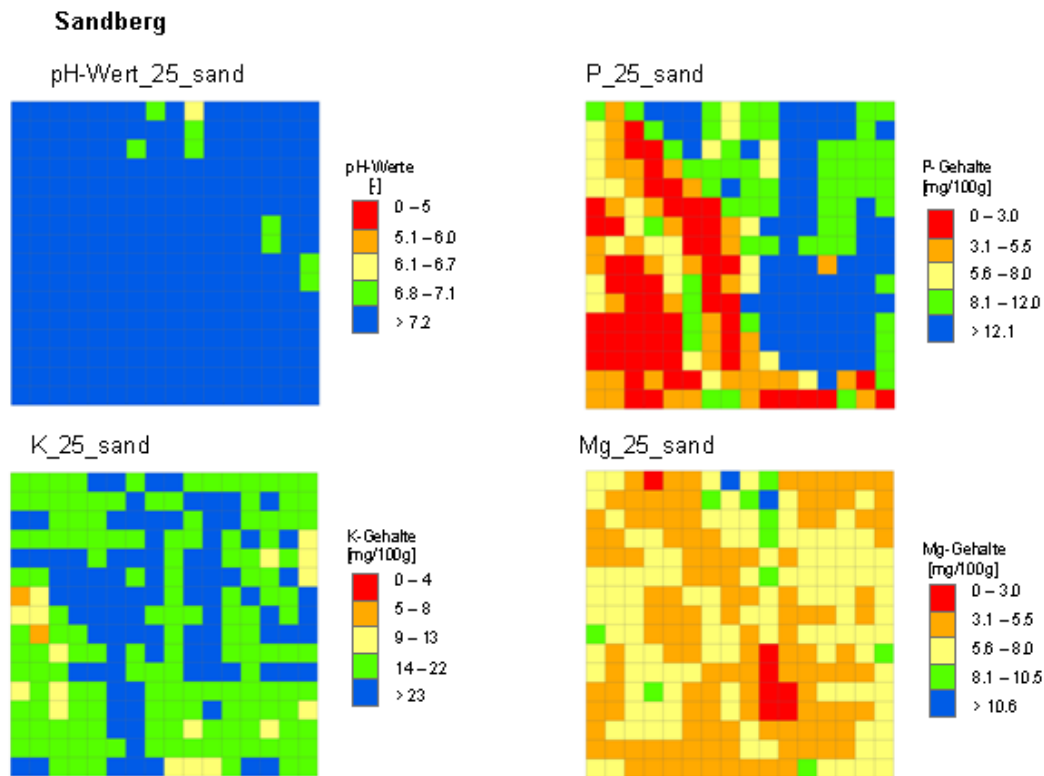 Sandberg
pH-Wert_25_sand
pH-Werte
[-]
0 – 5
5.1 – 6.0
6.1 – 6.7
6.8 – 7.1
> 7.2
P_25_sand
P- Gehalte
[mg/100g]
0 – 3.0
3.1 – 5.5
5.6 – 8.0
8.1 – 12.0
> 12.1
K_25_sand
K- Gehalte
[mg/100g]
0 – 4
5 – 8
9 – 13
14 – 22
> 23
Mg_25_sand
Mg-Gehalte
[mg/100g]
0 – 3.0
3.1 – 5.5
5.6 – 8.0
8.1 – 10.5
> 10.6